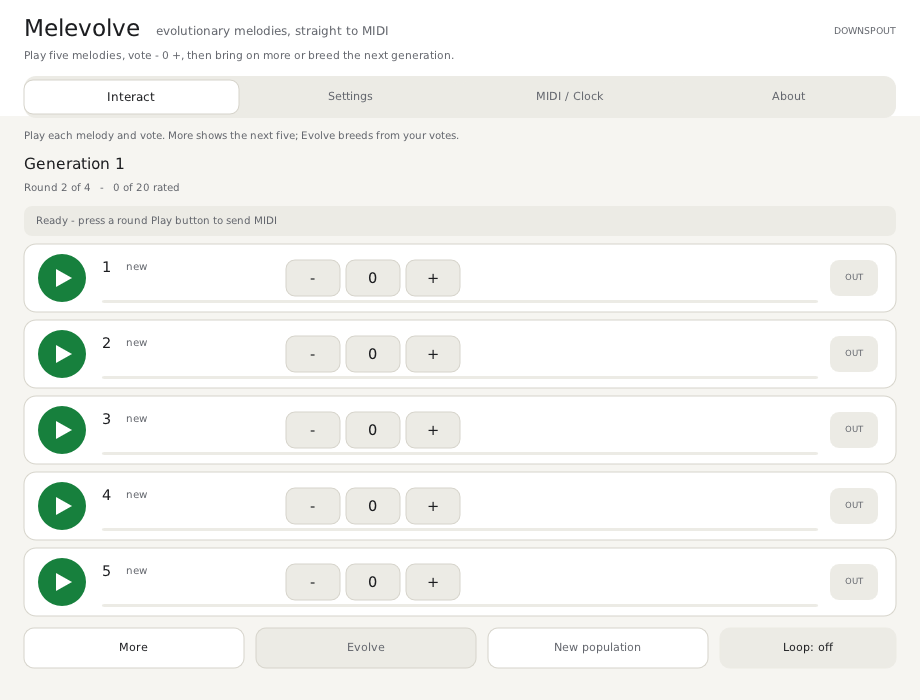 Melevolve evolutionary melodies, straight to MIDI DOWNSPOUT
Play five melodies, vote - 0 +, then bring on more or breed the next generation.
Interact Settings MIDI / Clock About
Play each melody and vote. More shows the next five; Evolve breeds from your votes.
Generation 1
Round 2 of 4 - 0 of 20 rated
Ready - press a round Play button to send MIDI
1 new - 0 + OUT
2 new - 0 + OUT
3 new - 0 + OUT
4 new - 0 + OUT
5 new - 0 + OUT
More Evolve New population Loop: off